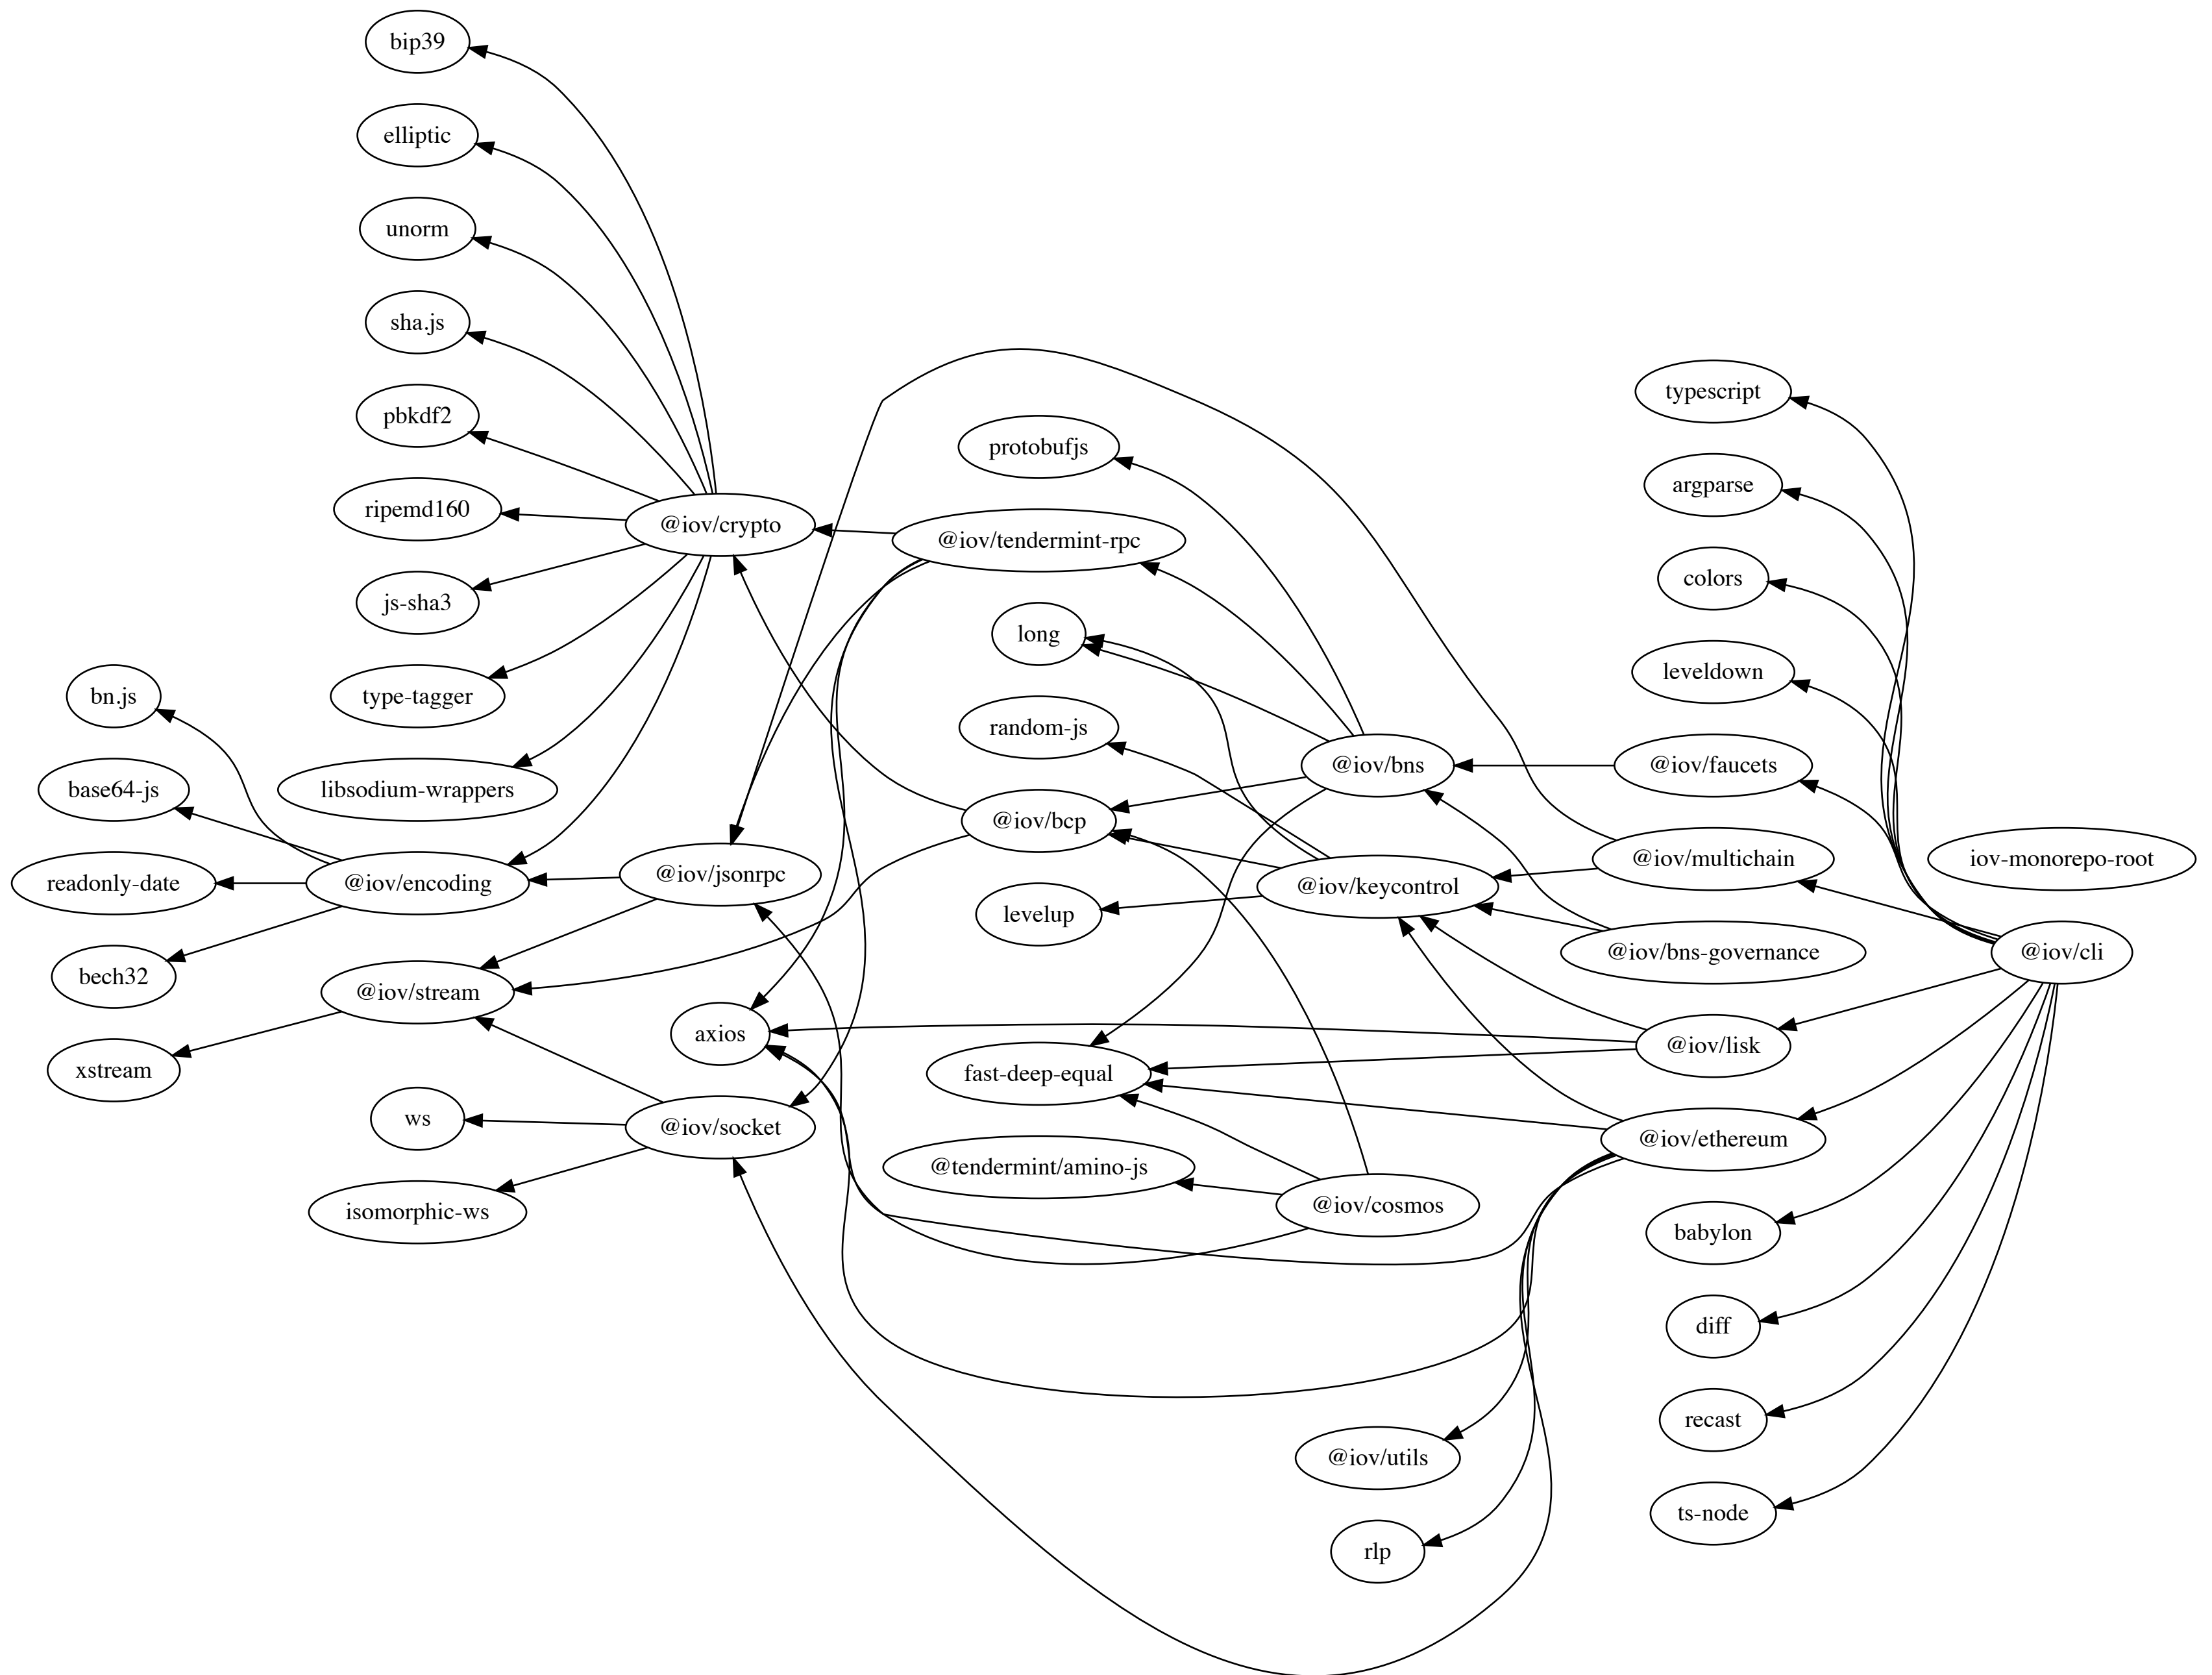 bip39
elliptic
unorm
sha.js
pbkdf2
ripemd160
js-sha3
type-tagger
libsodium-wrappers
bn.js
base64-js
readonly-date
bech32
xstream
@iov/encoding
@iov/stream
ws
isomorphic-ws
@iov/crypto
@iov/jsonrpc
axios
@iov/socket
protobufjs
@iov/tendermint-rpc
long
random-js
@iov/bcp
levelup
fast-deep-equal
@tendermint/amino-js
@iov/bns
@iov/keycontrol
@iov/cosmos
@iov/utils
rlp
typescript
argparse
colors
leveldown
@iov/faucets
@iov/multichain
@iov/bns-governance
@iov/lisk
@iov/ethereum
babylon
diff
recast
ts-node
iov-monorepo-root
@iov/cli